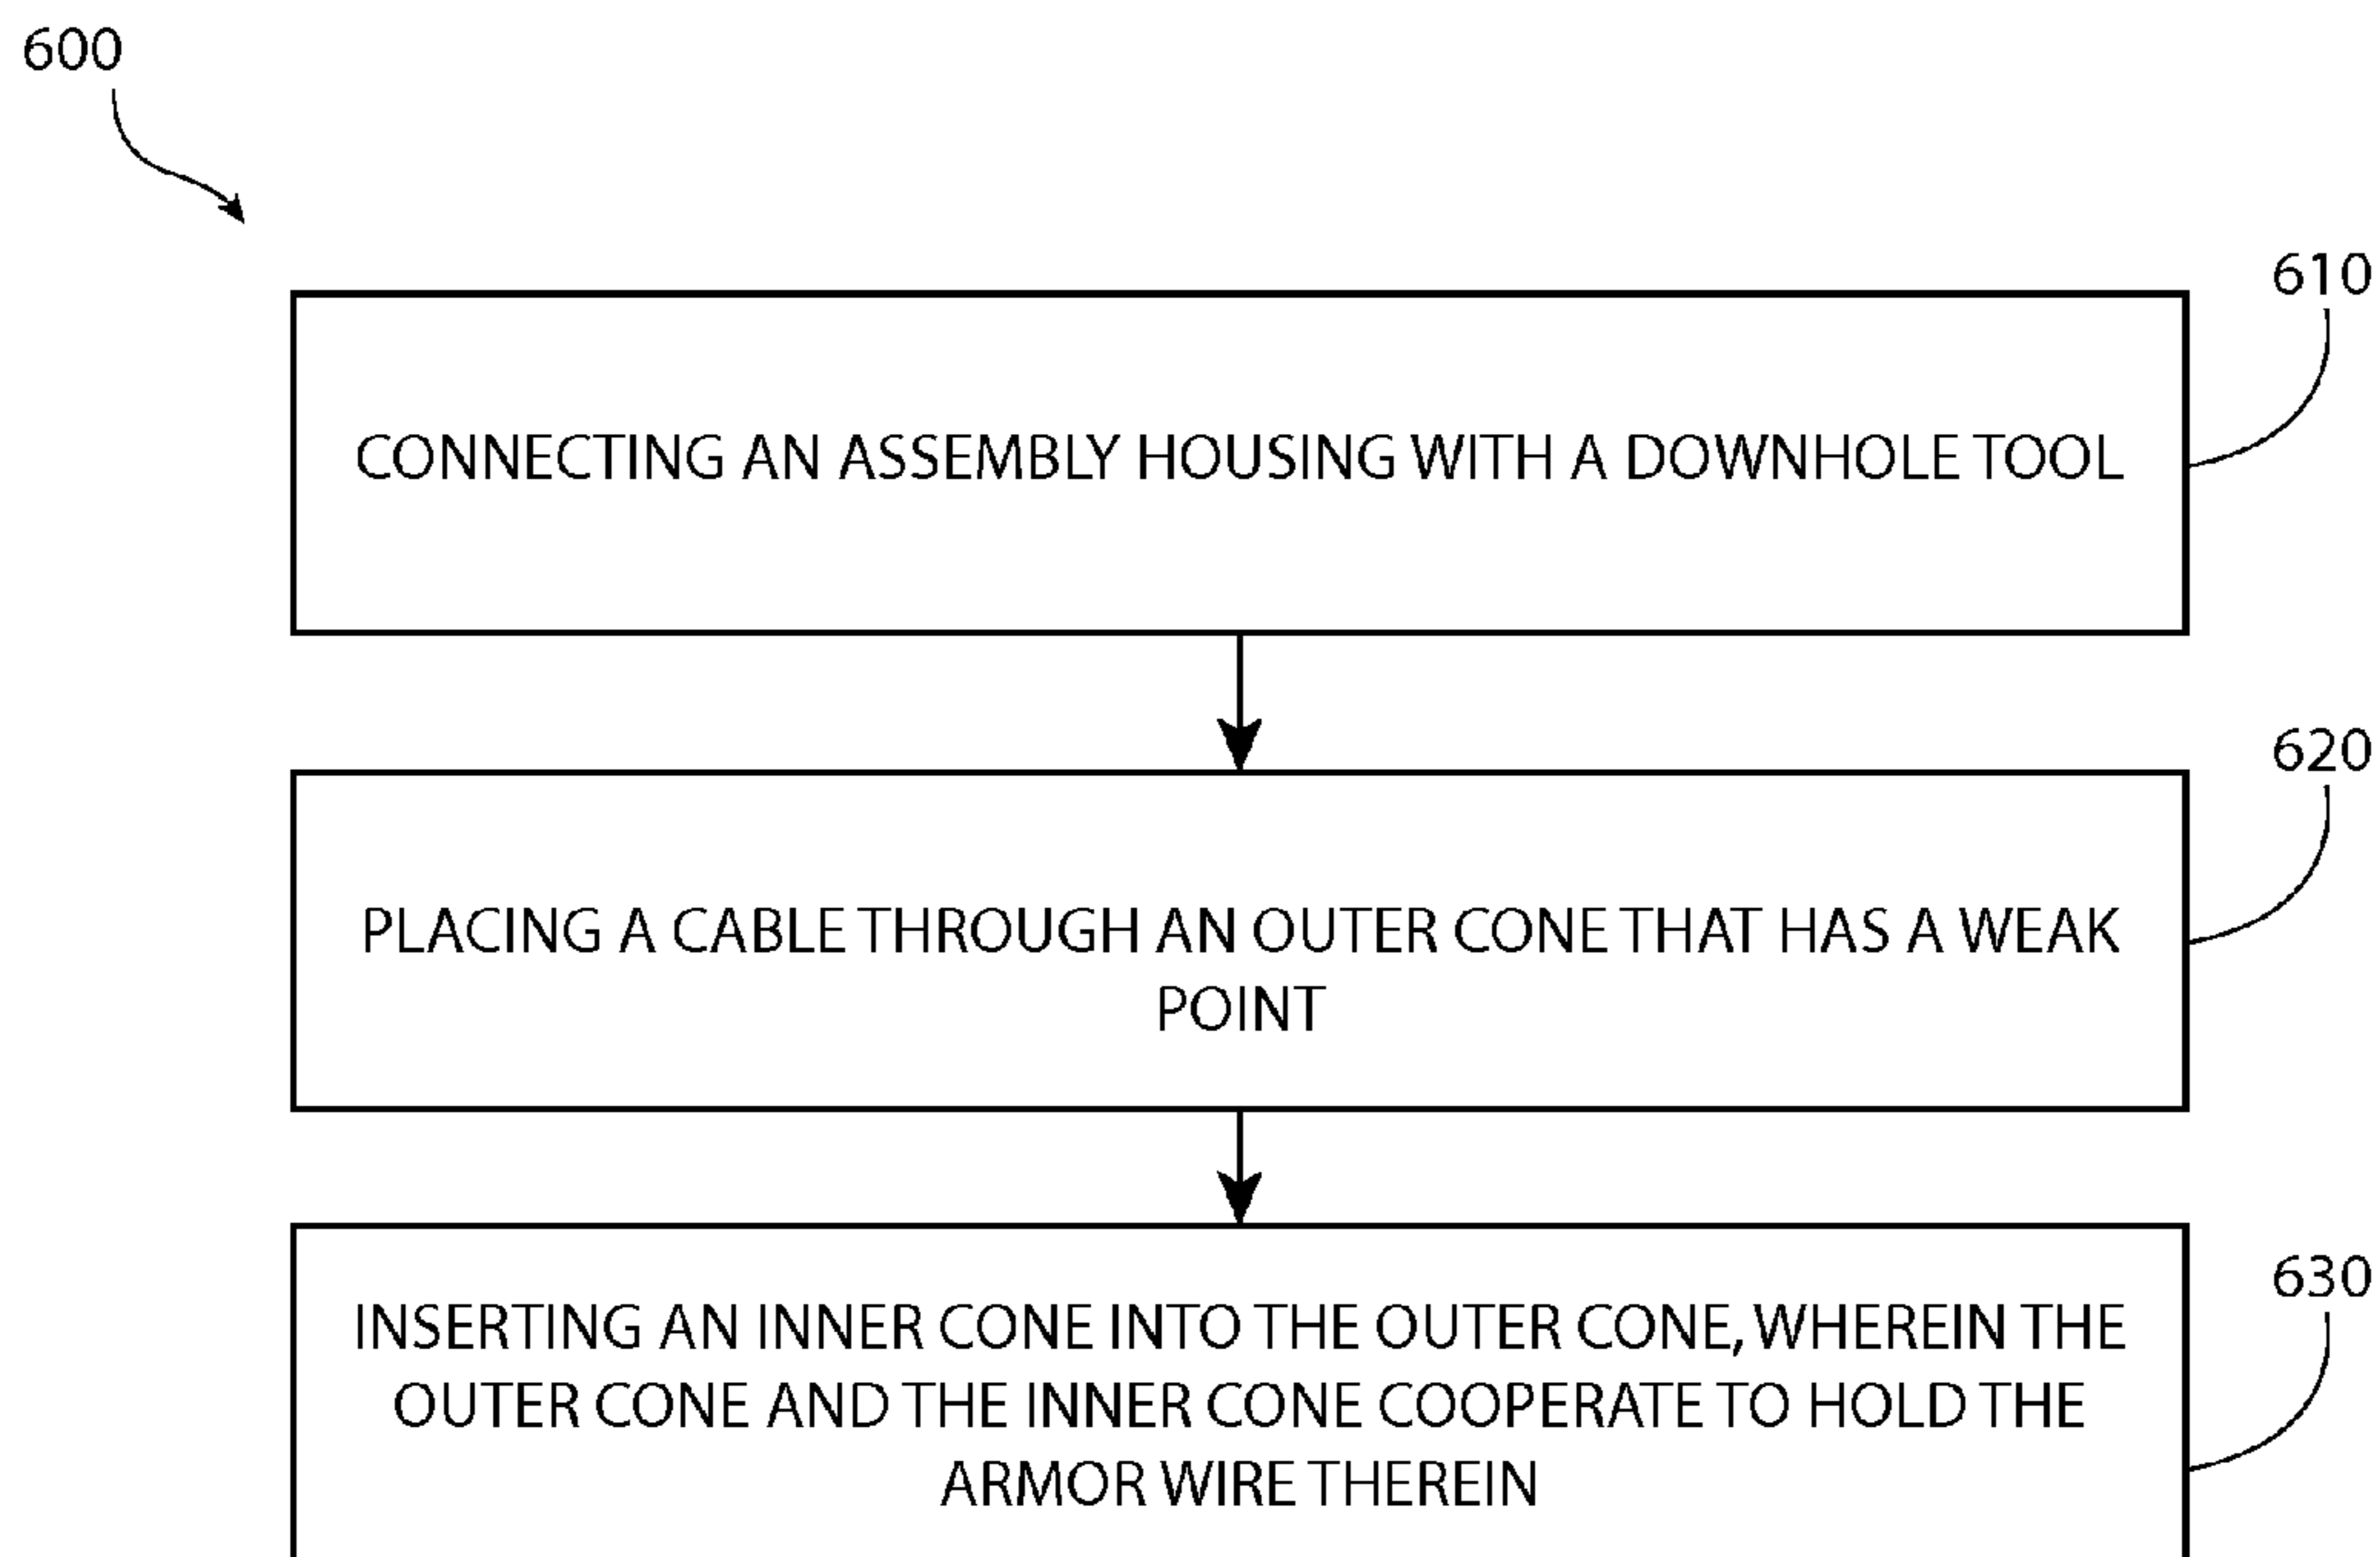 600
610
CONNECTING AN ASSEMBLY HOUSING WITH A DOWNHOLE TOOL
620
PLACING A CABLE THROUGH AN OUTER CONE THAT HAS A WEAK
POINT
630
INSERTING AN INNER CONE INTO THE OUTER CONE, WHEREIN THE
OUTER CONE AND THE INNER CONE COOPERATE TO HOLD THE
ARMOR WIRE THEREIN